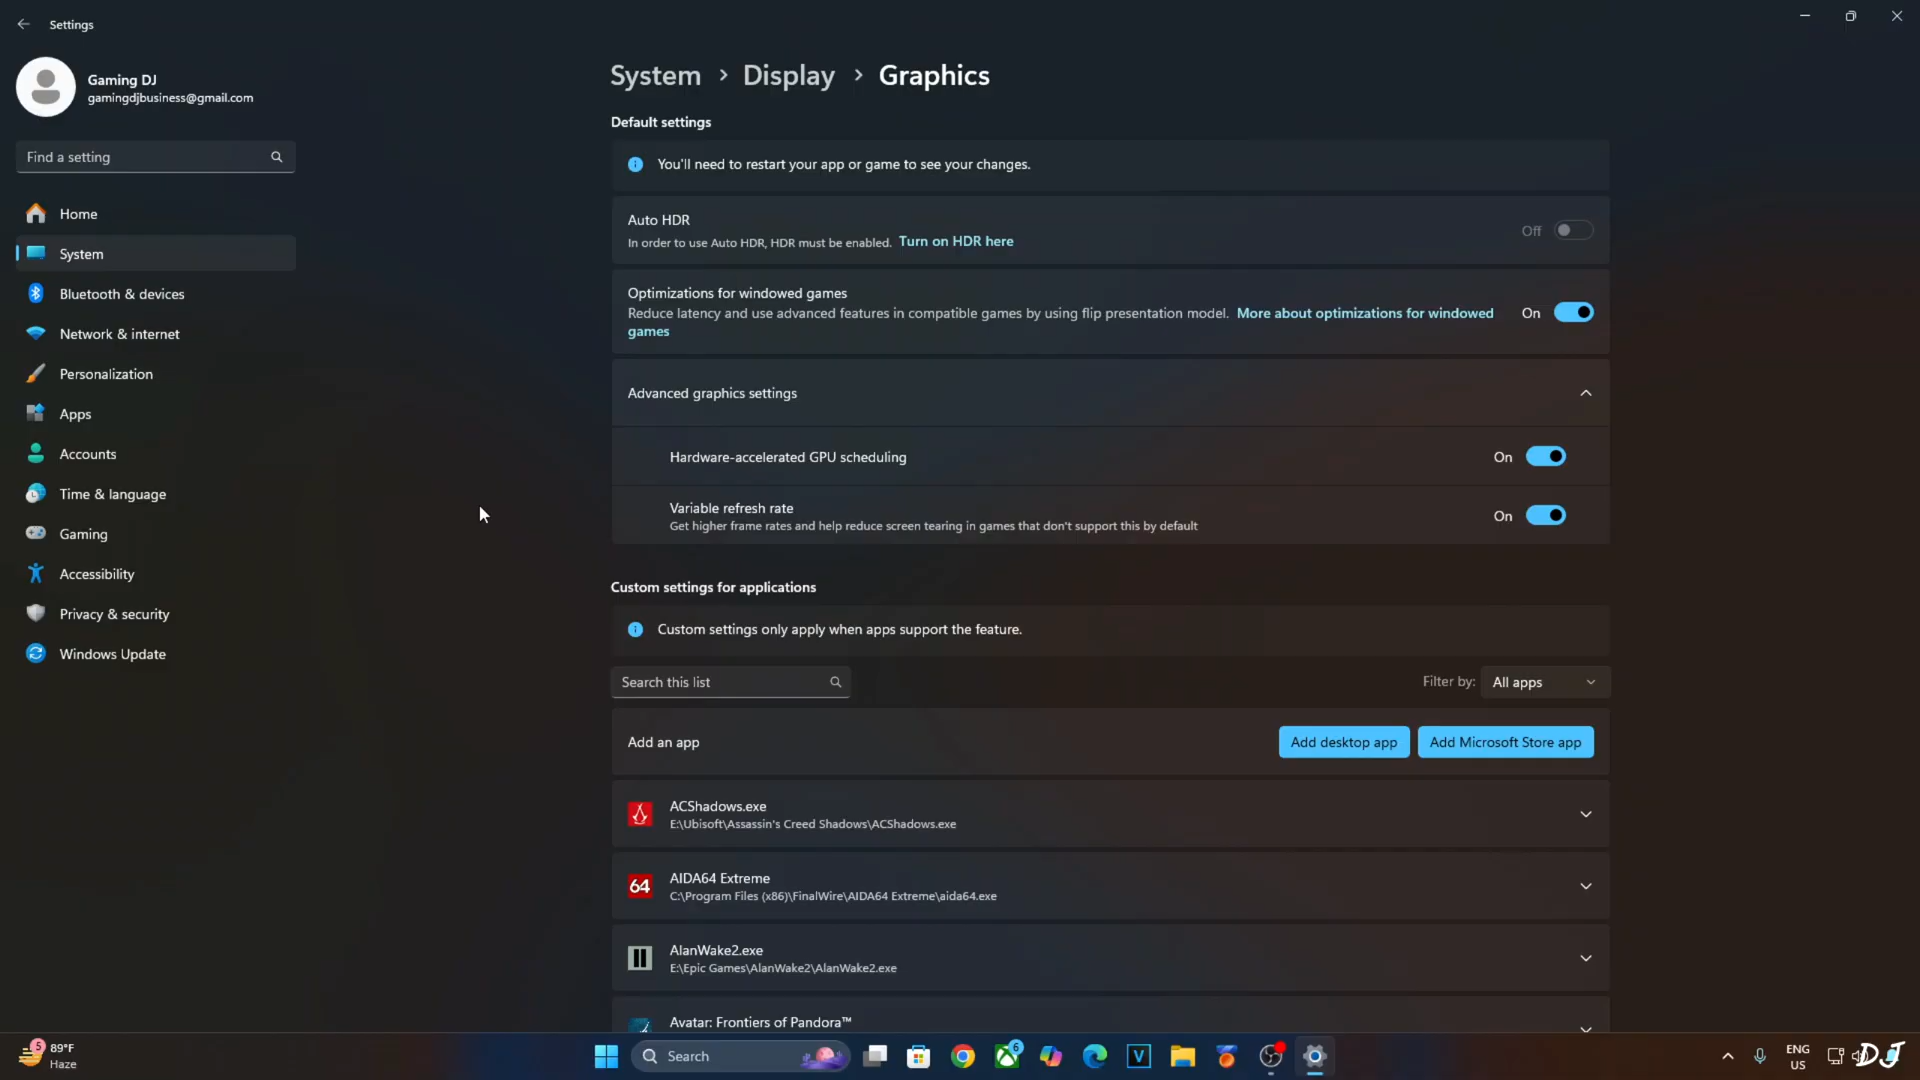 Settings
Gaming DJ
gamingdjbusiness@gmail.com
Find a setting
Home
System
Bluetooth & devices
Network & internet
Personalization
Apps
Accounts
Time & language
Gaming
Accessibility
Privacy & security
Windows Update
System > Display > Graphics
Default settings
You'll need to restart your app or game to see your changes.
Auto HDR
In order to use Auto HDR, HDR must be enabled. Turn on HDR here
Off
Optimizations for windowed games
Reduce latency and use advanced features in compatible games by using flip presentation model. More about optimizations for windowed
games
On
Advanced graphics settings
Hardware-accelerated GPU scheduling
On
Variable refresh rate
Get higher frame rates and help reduce screen tearing in games that don't support this by default
On
Custom settings for applications
Custom settings only apply when apps support the feature.
Search this list
Filter by: All apps
Add an app
Add desktop app
Add Microsoft Store app
ACShadows.exe
E:\Ubisoft\Assassin's Creed Shadows\ACShadows.exe
64
AIDA64 Extreme
C:\Program Files (x86)\FinalWire\AIDA64 Extreme\aida64.exe
AlanWake2.exe
E:\Epic Games\AlanWake2\AlanWake2.exe
Avatar: Frontiers of Pandora™
5
89°F
Haze
Search
6
V
ENG
US
DJ